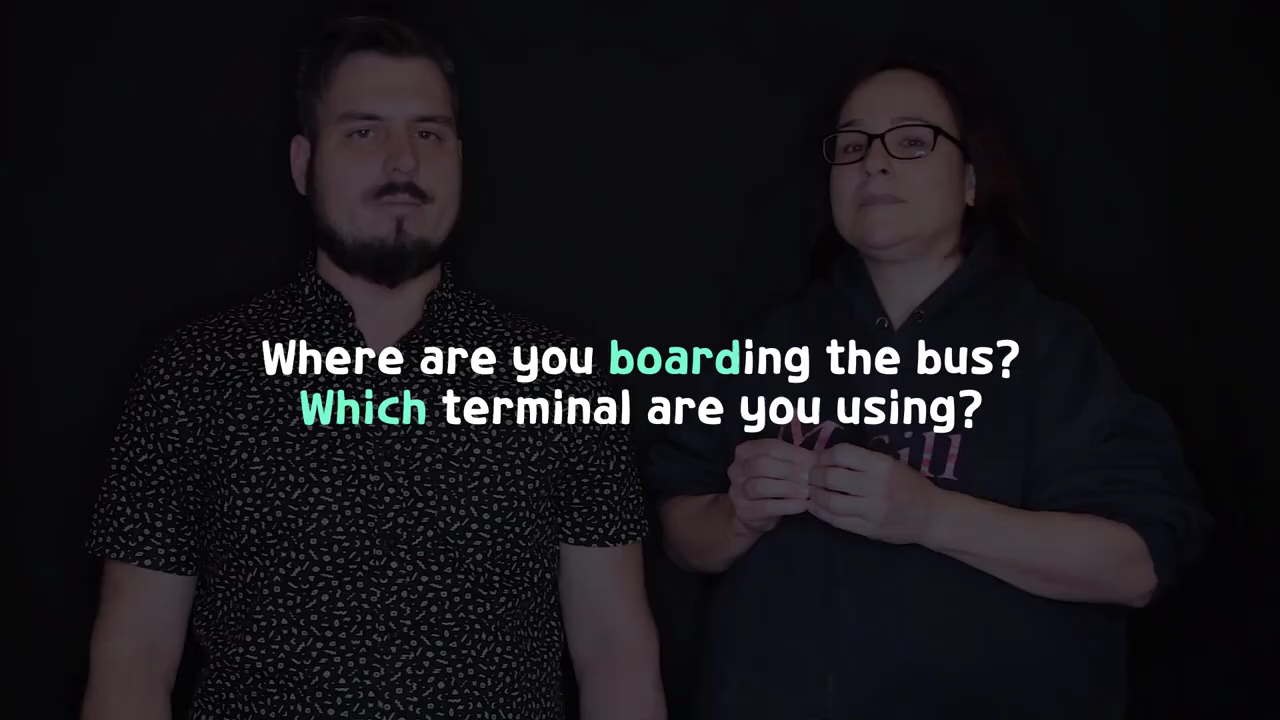 Where are you boarding the bus?
Which terminal are you using?